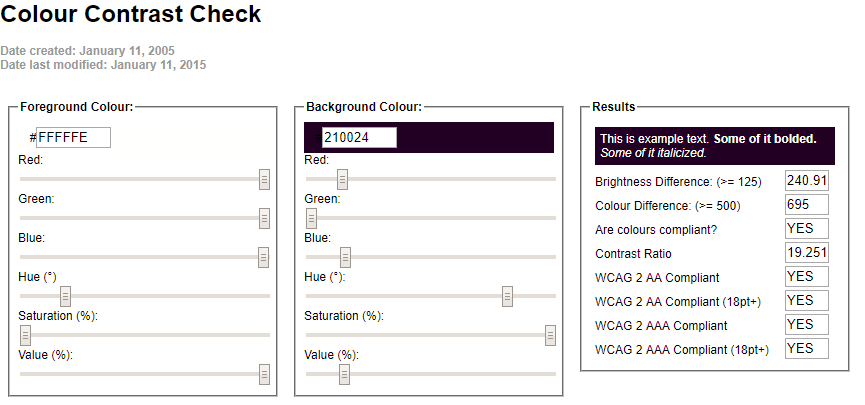 Colour Contrast Check
Date created: January 11, 2005
Date last modified: January 11, 2015
Foreground Colour:
#FFFFFE
Red:
Green:
Blue:
Hue (°)
Saturation (%):
Value (%):
Background Colour:
#210024
Red:
Green:
Blue:
Hue (°):
Saturation (%):
Value (%):
Results
This is example text. Some of it bolded.
Some of it italicized.
Brightness Difference: (>= 125) 240.91
Colour Difference: (>= 500) 695
Are colours compliant? YES
Contrast Ratio 19.251
WCAG 2 AA Compliant YES
WCAG 2 AA Compliant (18pt+) YES
WCAG 2 AAA Compliant YES
WCAG 2 AAA Compliant (18pt+) YES